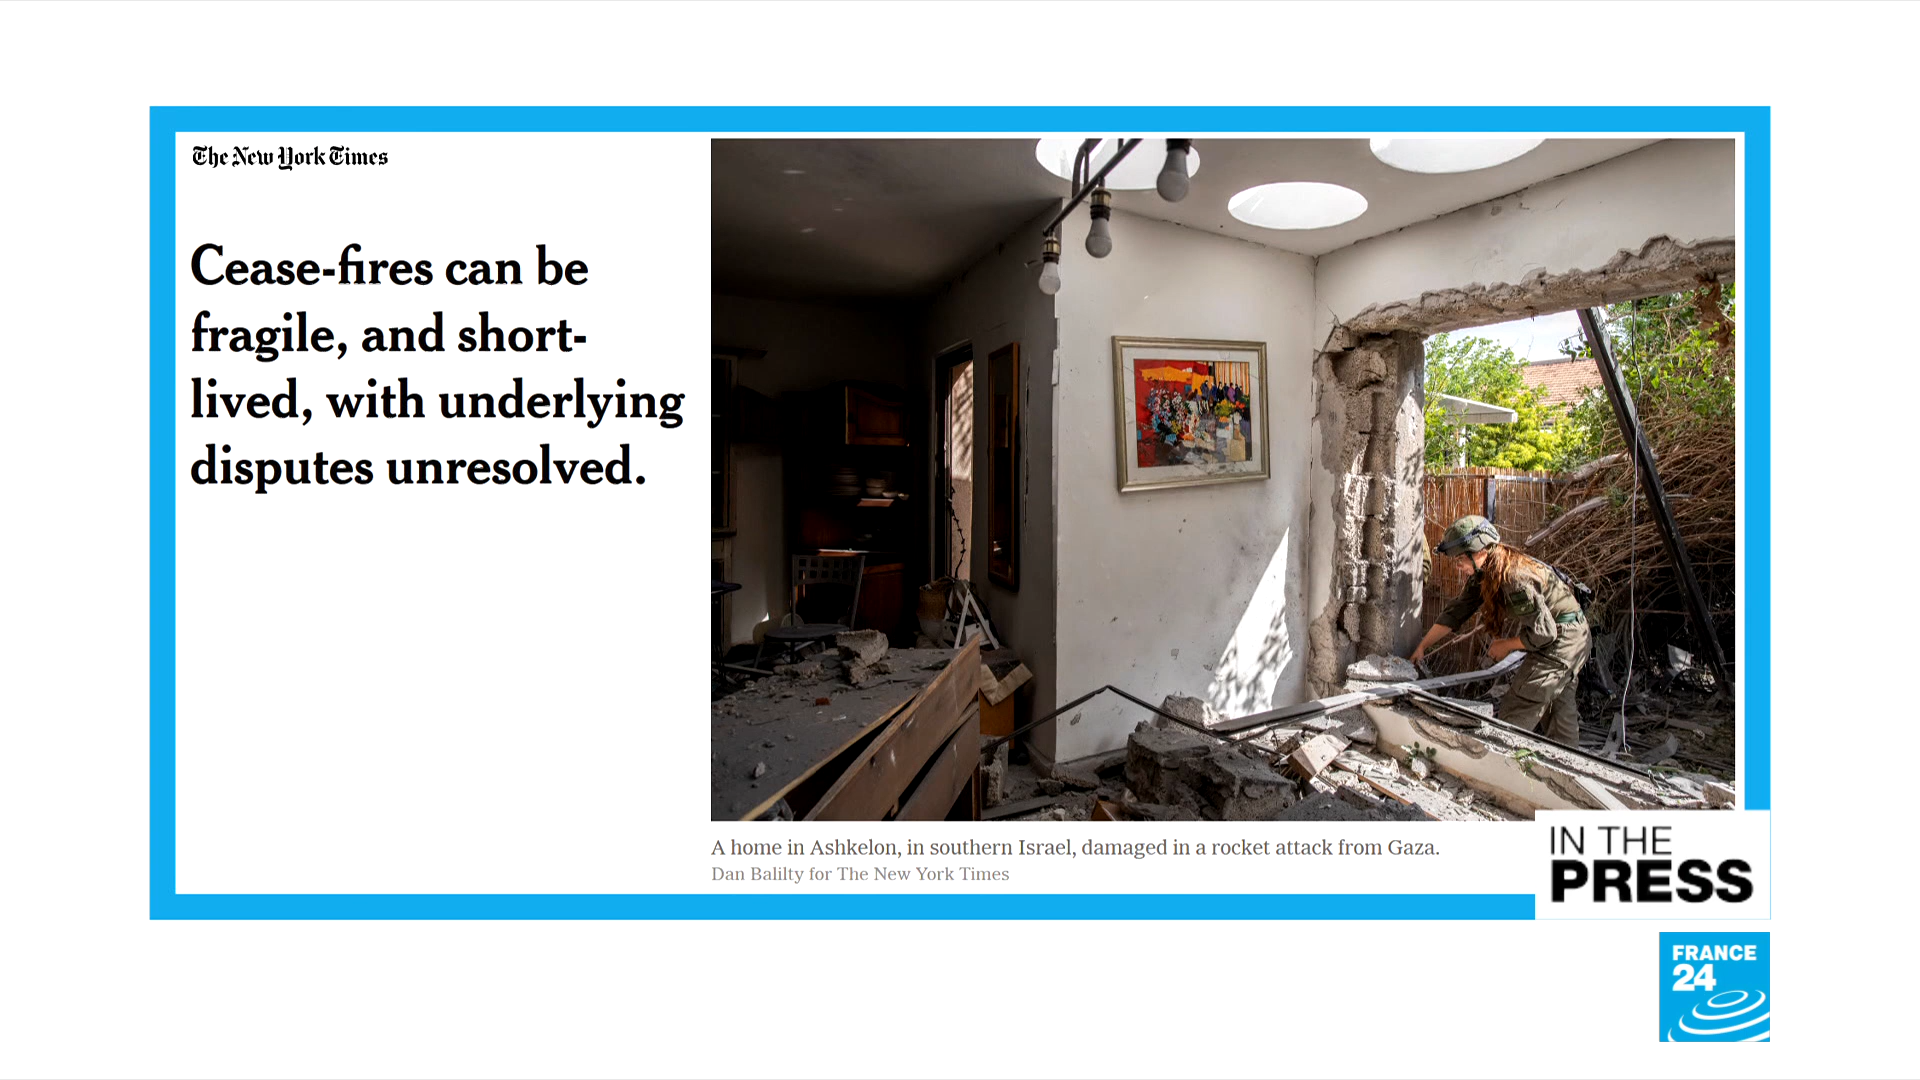 The New York Times
Cease-fires can be
fragile, and short-
lived, with underlying
disputes unresolved.
A home in Ashkelon, in southern Israel, damaged in a rocket attack from Gaza.
Dan Balilty for The New York Times
IN THE
PRESS
FRANCE
24